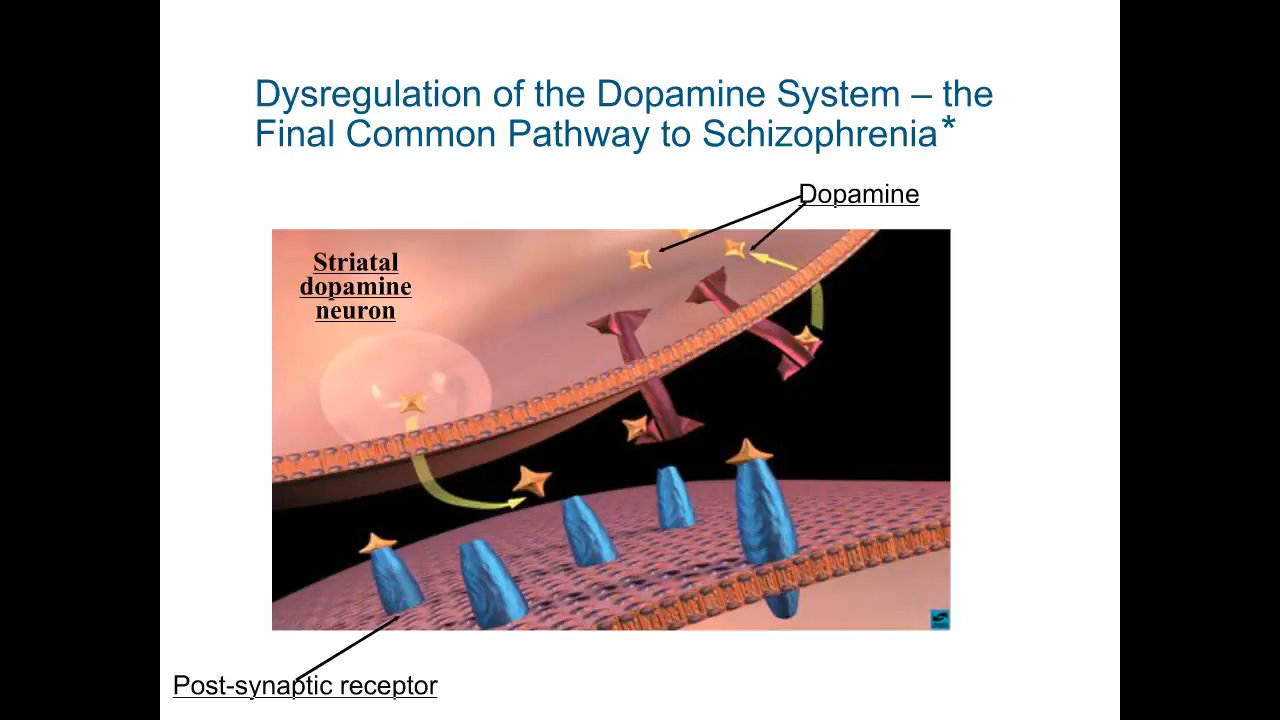 Dysregulation of the Dopamine System – the
Final Common Pathway to Schizophrenia*
Dopamine
Striatal
dopamine
neuron
Post-synaptic receptor